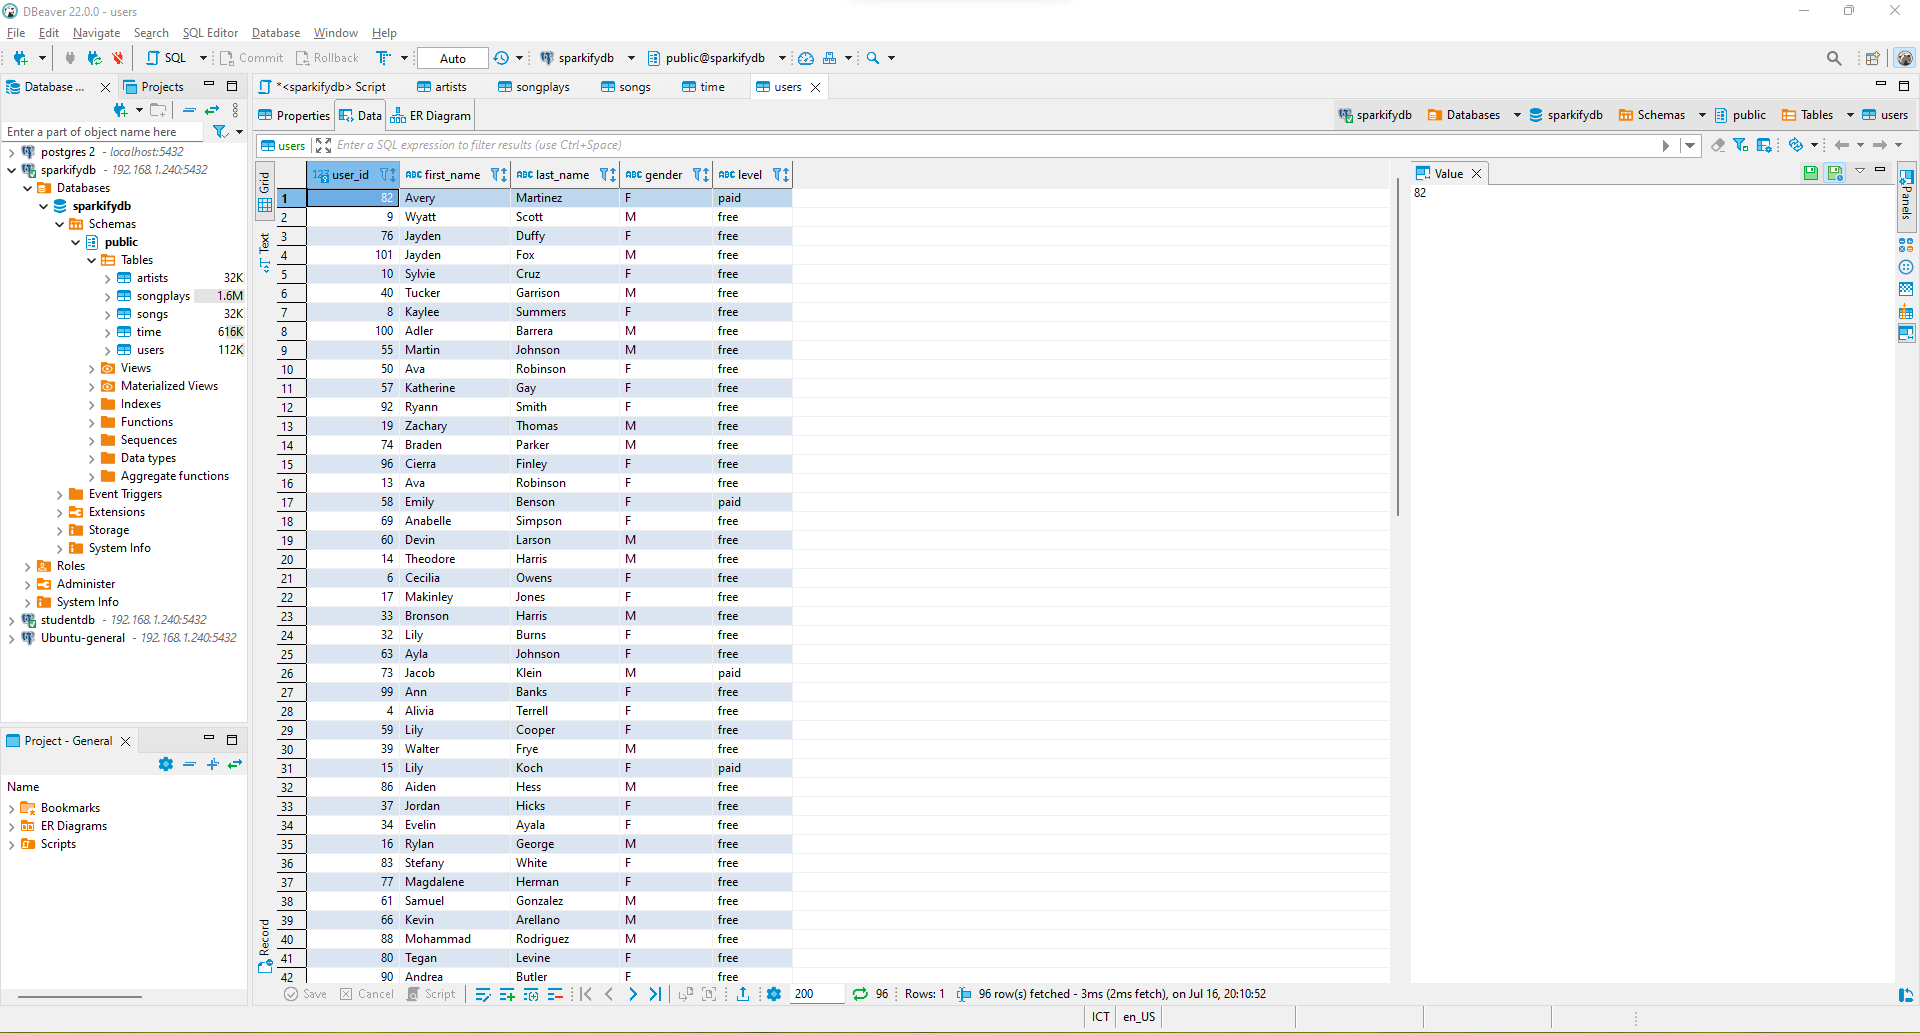 DBeaver 22.0.0 - users
File Edit Navigate Search SQL Editor Database Window Help
SQL Commit Rollback Auto sparkifydb public@sparkifydb
Database ... Projects
*<sparkifydb> Script artists songplays songs time users
Properties Data ER Diagram
sparkifydb Databases sparkifydb Schemas public Tables users
Enter a part of object name here
users Enter a SQL expression to filter results (use Ctrl+Space)
postgres 2 - localhost:5432
sparkifydb - 192.168.1.240:5432
Databases
sparkifydb
Schemas
public
Tables
artists 32K
songplays 1.6M
songs 32K
time 616K
users 112K
Views
Materialized Views
Indexes
Functions
Sequences
Data types
Aggregate functions
Event Triggers
Extensions
Storage
System Info
Roles
Administer
System Info
studentdb - 192.168.1.240:5432
Ubuntu-general - 192.168.1.240:5432
Project - General
Name
Bookmarks
ER Diagrams
Scripts
Grid
Text
Record
123 user_id ABC first_name ABC last_name ABC gender ABC level
1 82 Avery Martinez F paid
2 9 Wyatt Scott M free
3 76 Jayden Duffy F free
4 101 Jayden Fox M free
5 10 Sylvie Cruz F free
6 40 Tucker Garrison M free
7 8 Kaylee Summers F free
8 100 Adler Barrera M free
9 55 Martin Johnson M free
10 50 Ava Robinson F free
11 57 Katherine Gay F free
12 92 Ryann Smith F free
13 19 Zachary Thomas M free
14 74 Braden Parker M free
15 96 Cierra Finley F free
16 13 Ava Robinson F free
17 58 Emily Benson F paid
18 69 Anabelle Simpson F free
19 60 Devin Larson M free
20 14 Theodore Harris M free
21 6 Cecilia Owens F free
22 17 Makinley Jones F free
23 33 Bronson Harris M free
24 32 Lily Burns F free
25 63 Ayla Johnson F free
26 73 Jacob Klein M paid
27 99 Ann Banks F free
28 4 Alivia Terrell F free
29 59 Lily Cooper F free
30 39 Walter Frye M free
31 15 Lily Koch F paid
32 86 Aiden Hess M free
33 37 Jordan Hicks F free
34 34 Evelin Ayala F free
35 16 Rylan George M free
36 83 Stefany White F free
37 77 Magdalene Herman F free
38 61 Samuel Gonzalez M free
39 66 Kevin Arellano M free
40 88 Mohammad Rodriguez M free
41 80 Tegan Levine F free
42 90 Andrea Butler F free
Value
82
Panels
Save Cancel Script 200 96 Rows: 1 96 row(s) fetched - 3ms (2ms fetch), on Jul 16, 20:10:52
ICT en_US